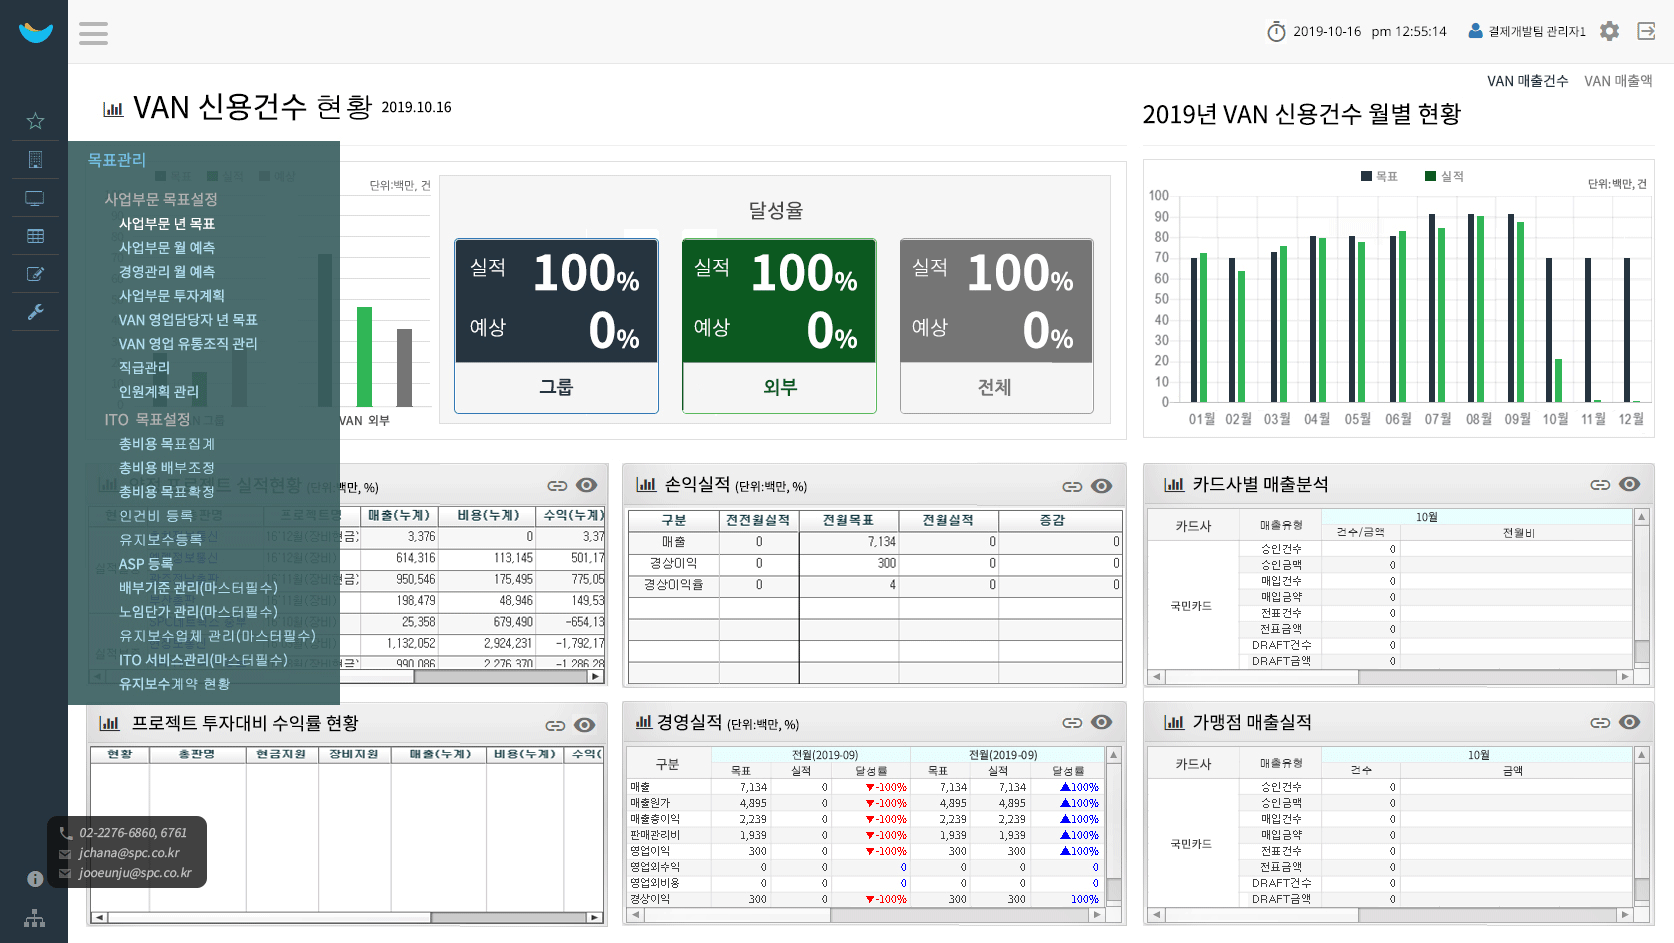 2019-10-16 pm 12:55:14 결제개발팀 관리자1
VAN 매출건수 VAN 매출액
VAN 신용건수 현황 2019.10.16
2019년 VAN 신용건수 월별 현황
목표관리
사업부문 목표설정
사업부문 년 목표
사업부문 월 예측
경영관리 월 예측
사업부문 투자계획
VAN 영업담당자 년 목표
VAN 영업 유통조직 관리
직급관리
인원계획 관리
ITO 목표설정
총비용 목표집계
총비용 배부조정
총비용 목표확정
인건비 등록
유지보수등록
ASP 등록
배부기준 관리(마스터필수)
노임단가 관리(마스터필수)
유지보수업체 관리(마스터필수)
ITO 서비스관리(마스터필수)
유지보수계약 현황
목표 실적 예상
단위:백만, 건
VAN 외부
달성율
실적 100%
예상 0%
그룹
실적 100%
예상 0%
외부
실적 100%
예상 0%
전체
목표 실적
단위:백만, 건
100
90
80
70
60
50
40
30
20
10
0
01월 02월 03월 04월 05월 06월 07월 08월 09월 10월 11월 12월
프로젝트 실적현황 (단위:백만, %)
프로젝트명 매출(누계) 비용(누계) 수익(누계)
3,376 0 3,37
614,316 113,145 501,17
950,546 175,495 775,05
198,479 48,946 149,53
25,358 679,490 -654,13
1,132,052 2,924,231 -1,792,17
990,086 2,276,370 -1,286,28
손익실적 (단위:백만, %)
구분 전전월실적 전월목표 전월실적 증감
매출 0 7,134 0 0
경상이익 0 300 0 0
경상이익율 0 4 0 0
카드사별 매출분석
카드사 매출유형 10월
건수/금액 전월비
국민카드
승인건수 0
승인금액 0
매입건수 0
매입금약 0
전표건수 0
전표금액 0
DRAFT건수 0
DRAFT금액 0
프로젝트 투자대비 수익률 현황
현황 총판명 현금지원 장비지원 매출(누계) 비용(누계) 수익(
경영실적 (단위:백만, %)
구분 전월(2019-09) 전월(2019-09)
목표 실적 달성률 목표 실적 달성률
매출 7,134 0 ▼-100% 7,134 7,134 ▲100%
매출원가 4,895 0 ▼-100% 4,895 4,895 ▲100%
매출총이익 2,239 0 ▼-100% 2,239 2,239 ▲100%
판매관리비 1,939 0 ▼-100% 1,939 1,939 ▲100%
영업이익 300 0 ▼-100% 300 300 ▲100%
영업외수익 0 0 0 0 0 0
영업외비용 0 0 0 0 0 0
경상이익 300 0 ▼-100% 300 300 100%
가맹점 매출실적
카드사 매출유형 10월
건수 금액
국민카드
승인건수 0
승인금맥 0
매입건수 0
매입금약 0
전표건수 0
전표금액 0
DRAFT건수 0
DRAFT금액 0
02-2276-6860, 6761
jchana@spc.co.kr
jooeunju@spc.co.kr